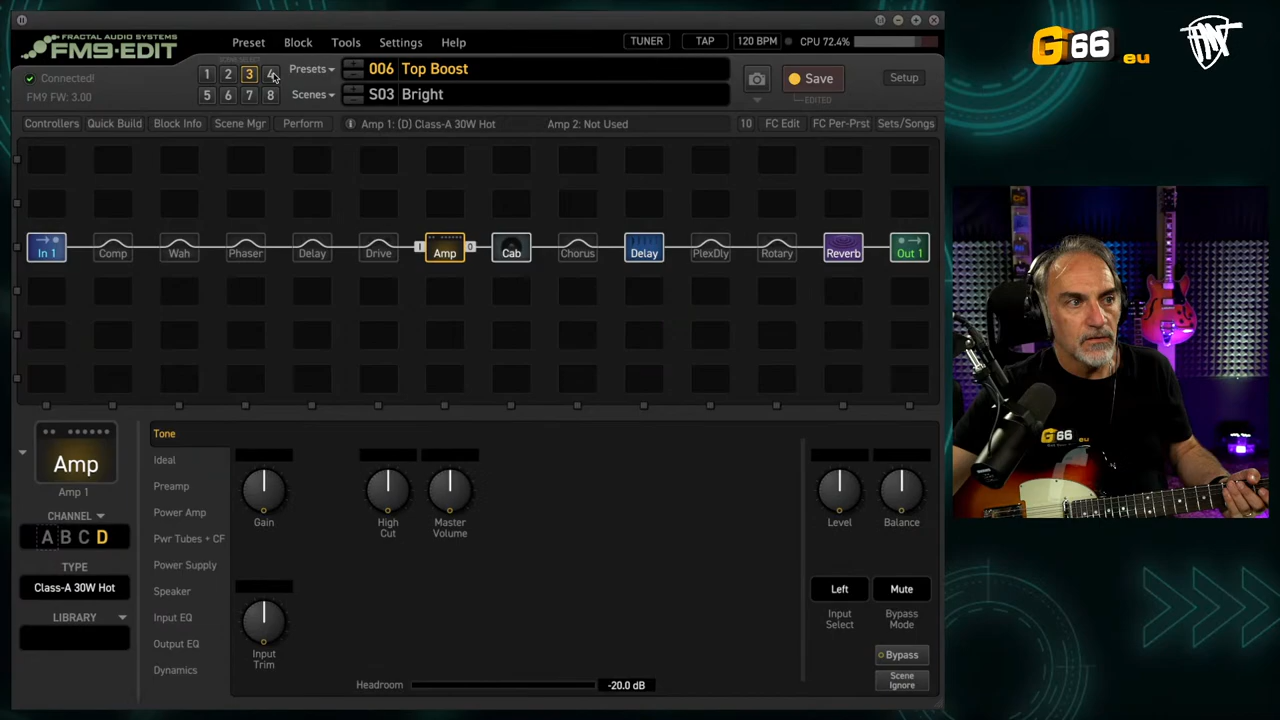 FRACTAL AUDIO SYSTEMS
FM9-EDIT
Preset Block Tools Settings Help
TUNER TAP 120 BPM CPU 72.4%
G66 eu
FMX
SCENE SELECT
1 2 3 4
5 6 7 8
Connected!
FM9 FW: 3.00
Presets
006 Top Boost
Scenes
S03 Bright
Save
EDITED
Setup
Controllers Quick Build Block Info Scene Mgr Perform
Amp 1: (D) Class-A 30W Hot Amp 2: Not Used
10 FC Edit FC Per-Prst Sets/Songs
In 1 Comp Wah Phaser Delay Drive I Amp O Cab Chorus Delay PlexDly Rotary Reverb Out 1
Amp
Amp 1
CHANNEL
A B C D
TYPE
Class-A 30W Hot
LIBRARY
Tone
Ideal
Preamp
Power Amp
Pwr Tubes + CF
Power Supply
Speaker
Input EQ
Output EQ
Dynamics
Gain
High Cut
Master Volume
Level
Balance
Input Trim
Left
Input Select
Mute
Bypass Mode
Bypass
Scene Ignore
Headroom -20.0 dB
G66 eu